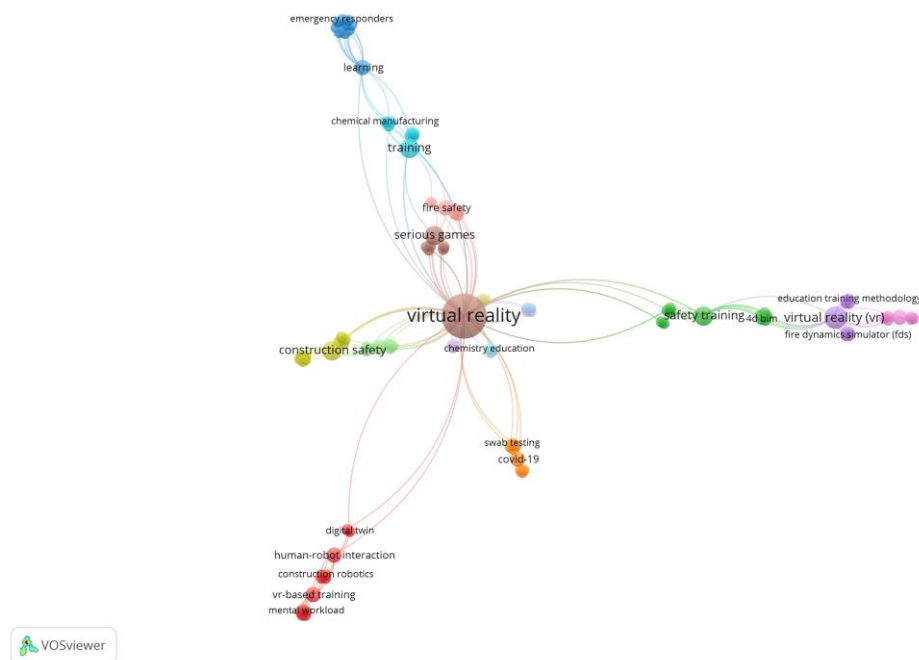 emergency responders
learning
chemical manufacturing
training
fire safety
serious games
virtual reality
education training methodology
safety training
4d bim
virtual reality (vr)
fire dynamics simulator (fds)
construction safety
chemistry education
swab testing
covid-19
digital twin
human-robot interaction
construction robotics
vr-based training
mental workload
VOSviewer